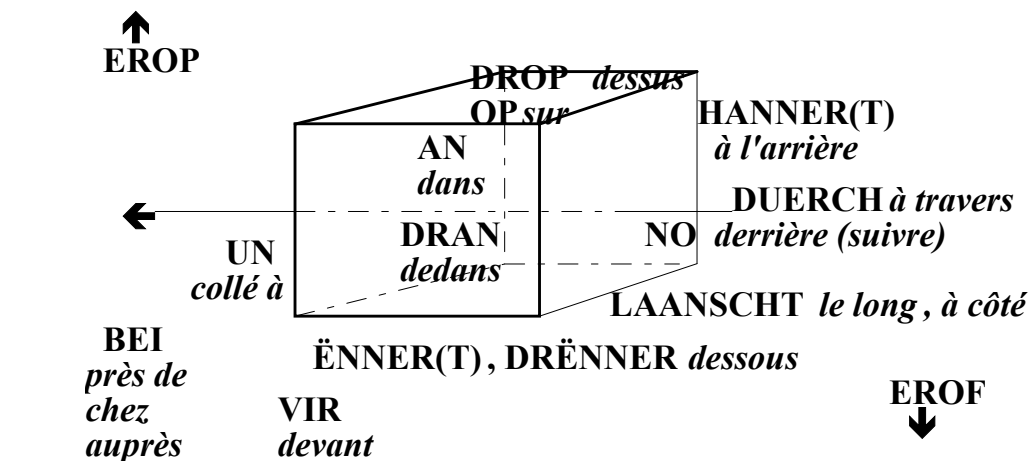 EROP
DROP dessus
OP sur
HANNER(T)
à l'arrière
AN
dans
DUERCH à travers
UN
collé à
DRAN
dedans
NO derrière (suivre)
LAANSCHT le long , à côté
BEI
près de
chez
auprès
ËNNER(T) , DRËNNER dessous
VIR
devant
EROF